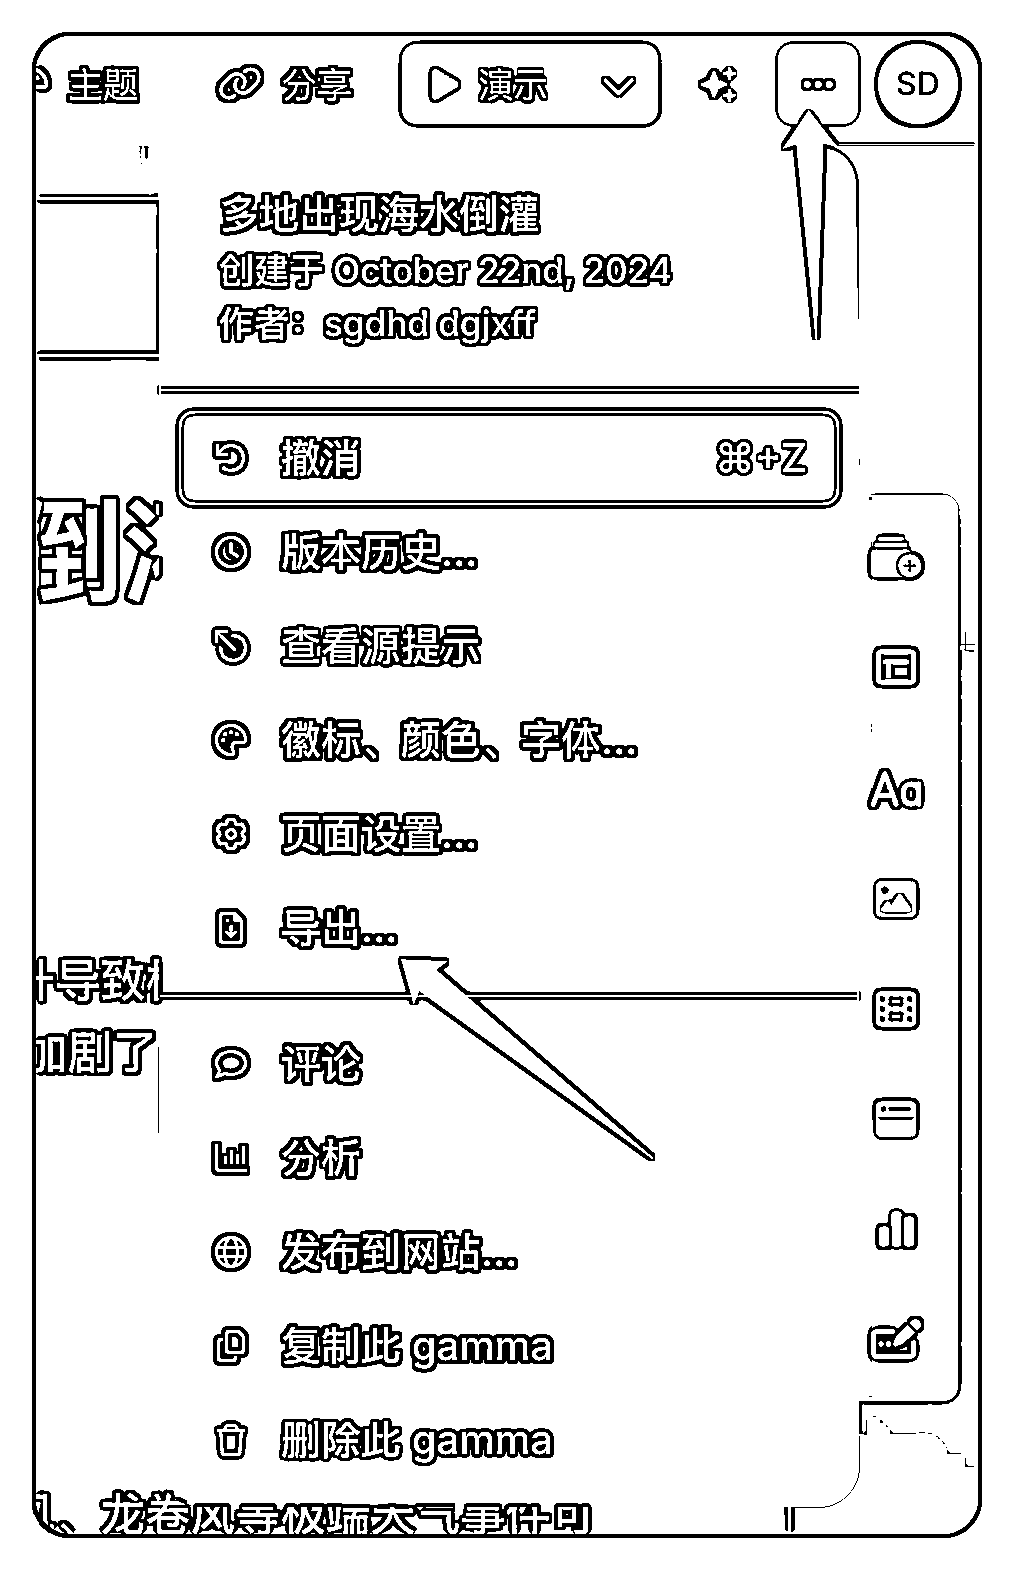 主题 分享 演示 SD
多地出现海水倒灌
创建于 October 22nd, 2024
作者：sgdhd dgjxff
撤消 ⌘+Z
版本历史...
到
查看源提示
徽标、颜色、字体...
Aa
页面设置...
导出...
导致
加剧了
评论
分析
发布到网站...
复制此 gamma
删除此 gamma
、龙卷风等极端天气事件可